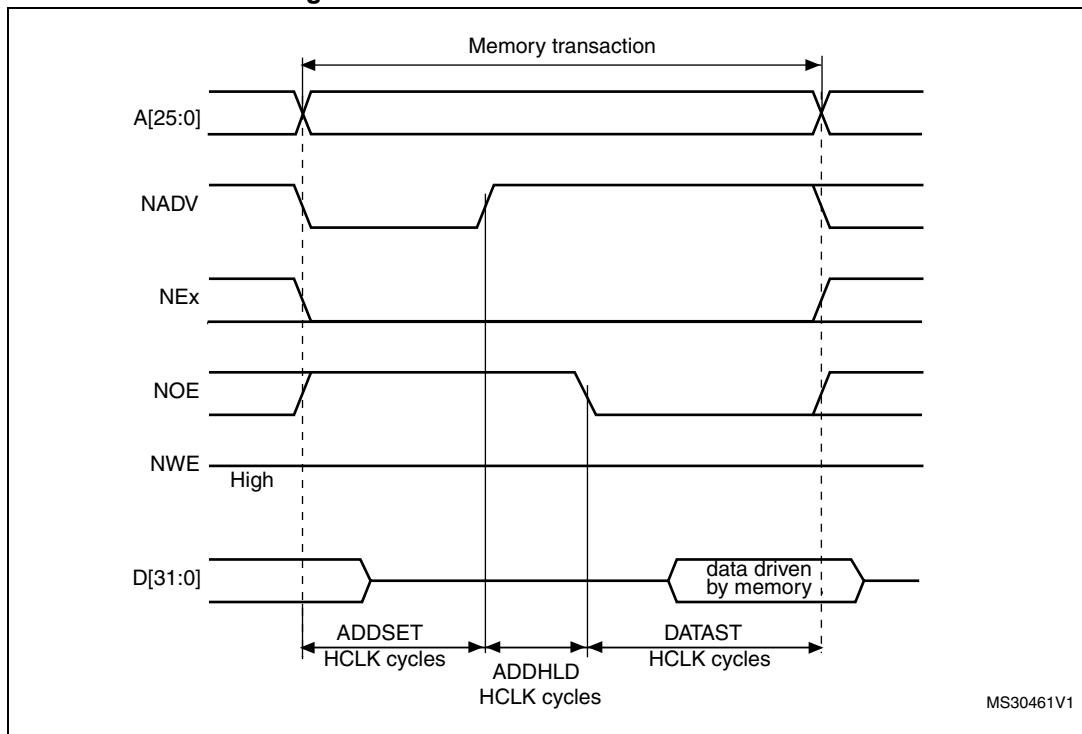 Memory transaction
A[25:0]
NADV
NEx
NOE
NWE
High
D[31:0]
data driven
by memory
ADDSET
HCLK cycles
ADDHLD
HCLK cycles
DATAST
HCLK cycles
MS30461V1